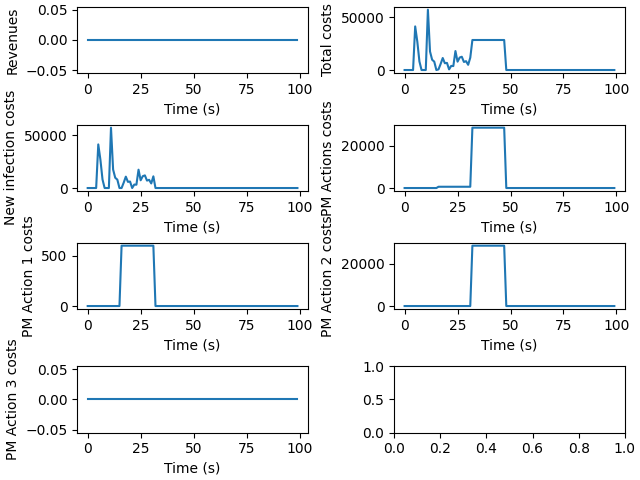 Revenues
0.05
0.00
−0.05
0 25 50 75 100
Time (s)
Total costs
50000
0
0 25 50 75 100
Time (s)
New infection costs
50000
0
0 25 50 75 100
Time (s)
PM Actions costs
20000
0
0 25 50 75 100
Time (s)
PM Action 1 costs
500
0
0 25 50 75 100
Time (s)
PM Action 2 costs
20000
0
0 25 50 75 100
Time (s)
PM Action 3 costs
0.05
0.00
−0.05
0 25 50 75 100
Time (s)
1.0
0.5
0.0
0.0 0.2 0.4 0.6 0.8 1.0